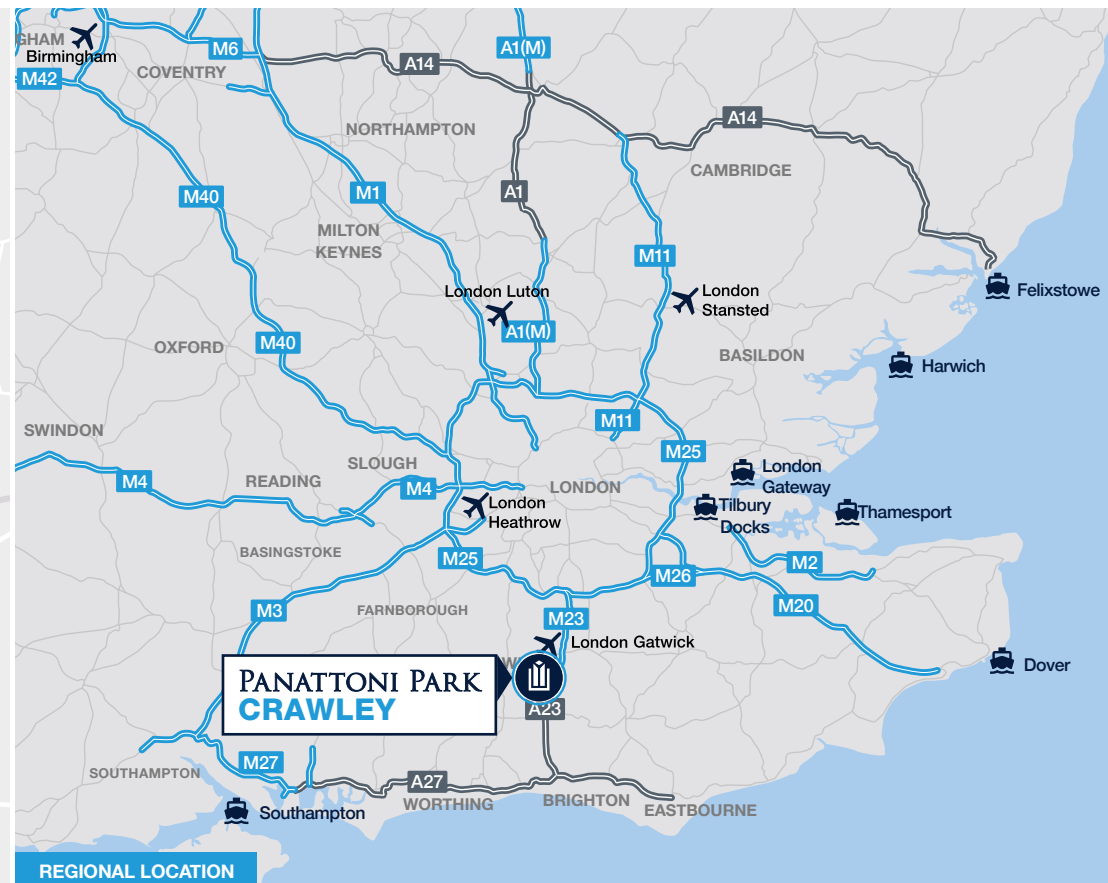 GHAM
Birmingham
M6
A14
A1(M)
M42
COVENTRY
A14
NORTHAMPTON
CAMBRIDGE
M40
M1
A1
MILTON
KEYNES
M11
London Luton
London
Stansted
Felixstowe
A1(M)
OXFORD
M40
BASILDON
Harwich
M11
SWINDON
M25
SLOUGH
London
Gateway
M4
READING
M4
LONDON
London
Heathrow
Tilbury
Docks
Thamesport
BASINGSTOKE
M25
M26
M2
M3
FARNBOROUGH
M23
M20
London Gatwick
Dover
PANATTONI PARK
CRAWLEY
A23
M27
SOUTHAMPTON
A27
WORTHING
BRIGHTON
EASTBOURNE
Southampton
REGIONAL LOCATION